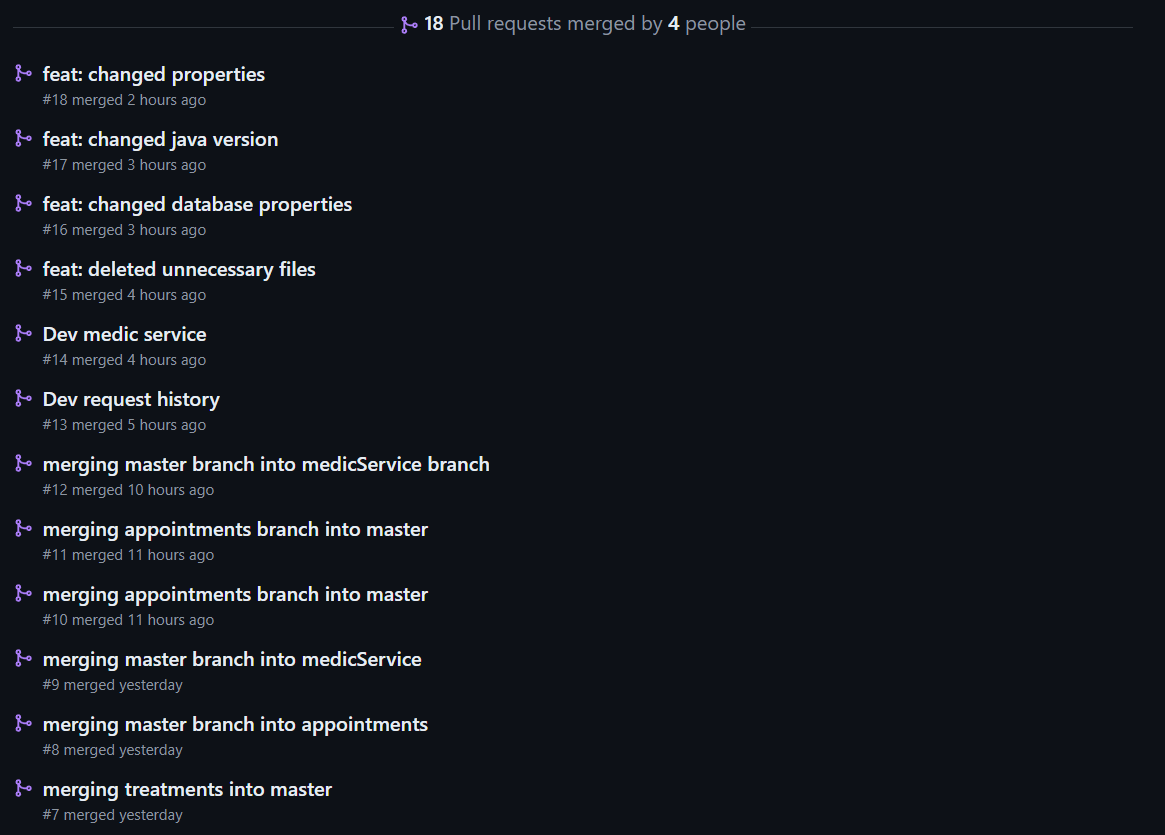 18 Pull requests merged by 4 people
feat: changed properties
#18 merged 2 hours ago
feat: changed java version
#17 merged 3 hours ago
feat: changed database properties
#16 merged 3 hours ago
feat: deleted unnecessary files
#15 merged 4 hours ago
Dev medic service
#14 merged 4 hours ago
Dev request history
#13 merged 5 hours ago
merging master branch into medicService branch
#12 merged 10 hours ago
merging appointments branch into master
#11 merged 11 hours ago
merging appointments branch into master
#10 merged 11 hours ago
merging master branch into medicService
#9 merged yesterday
merging master branch into appointments
#8 merged yesterday
merging treatments into master
#7 merged yesterday